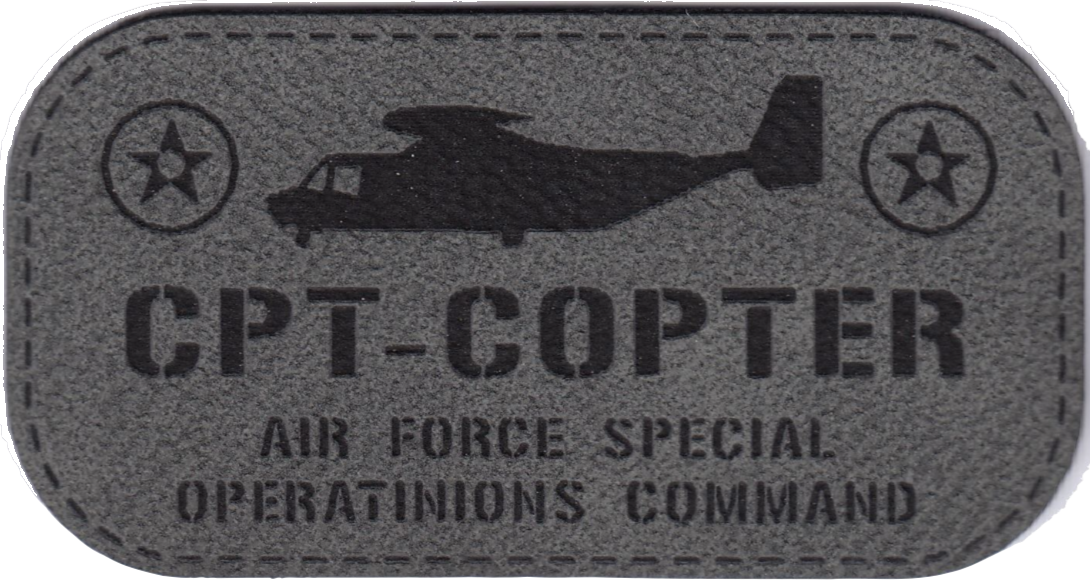 CPT-COPTER
AIR FORCE SPECIAL
OPERATINIONS COMMAND